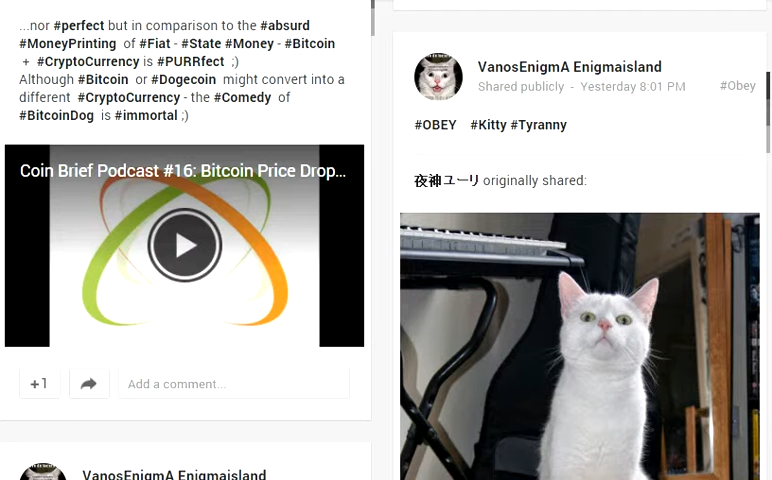 ...nor #perfect but in comparison to the #absurd
#MoneyPrinting of #Fiat - #State #Money - #Bitcoin
+ #CryptoCurrency is #PURRfect ;)
Although #Bitcoin or #Dogecoin might convert into a
different #CryptoCurrency - the #Comedy of
#BitcoinDog is #immortal ;)
Coin Brief Podcast #16: Bitcoin Price Drop...
+1
Add a comment...
VanosEnigmA Enigmaisland
VanosEnigmA Enigmaisland
Shared publicly - Yesterday 8:01 PM
#Obey
#OBEY #Kitty #Tyranny
夜神ユーリ originally shared: